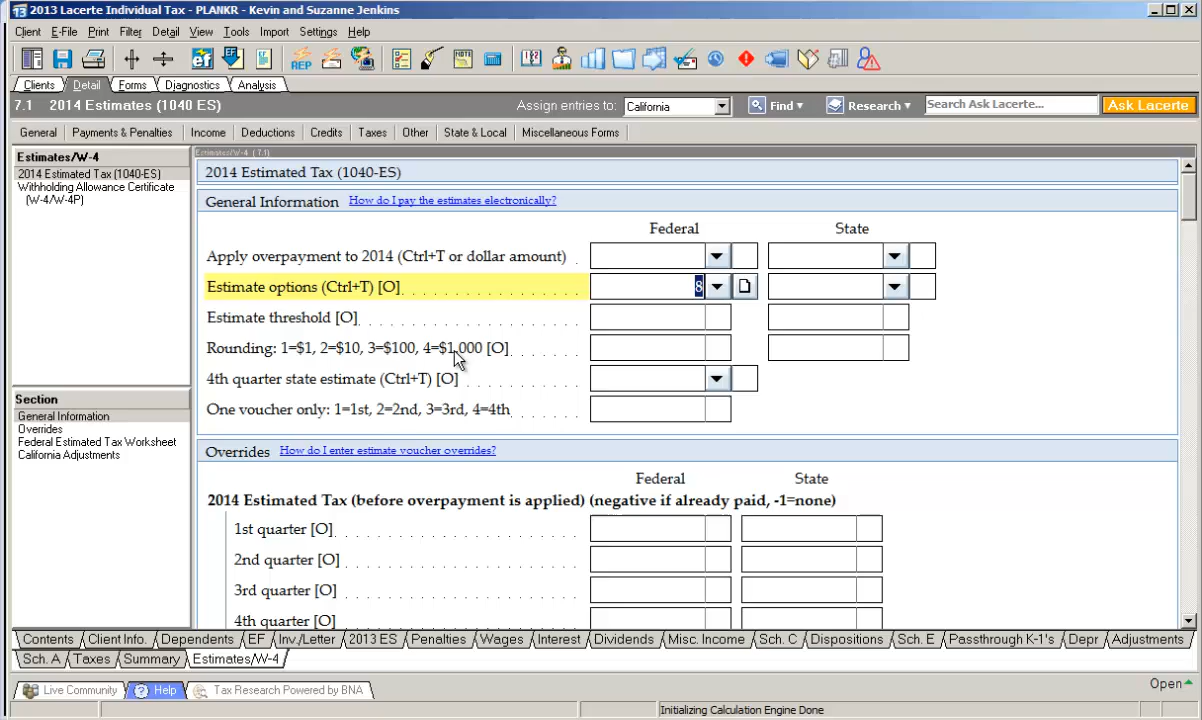 2013 Lacerte Individual Tax - PLANKR - Kevin and Suzanne Jenkins
Client E-File Print Filter Detail View Tools Import Settings Help
Clients Detail Forms Diagnostics Analysis
7.1 2014 Estimates (1040 ES) Assign entries to: California Find Research Search Ask Lacerte... Ask Lacerte
General Payments & Penalties Income Deductions Credits Taxes Other State & Local Miscellaneous Forms
Estimates/W-4
2014 Estimated Tax (1040-ES)
Withholding Allowance Certificate
(W-4/W-4P)
Section
General Information
Overrides
Federal Estimated Tax Worksheet
California Adjustments
Estimates/W-4 (7.1)
2014 Estimated Tax (1040-ES)
General Information How do I pay the estimates electronically?
Federal State
Apply overpayment to 2014 (Ctrl+T or dollar amount)
Estimate options (Ctrl+T) [O] 8
Estimate threshold [O]
Rounding: 1=$1, 2=$10, 3=$100, 4=$1,000 [O]
4th quarter state estimate (Ctrl+T) [O]
One voucher only: 1=1st, 2=2nd, 3=3rd, 4=4th
Overrides How do I enter estimate voucher overrides?
Federal State
2014 Estimated Tax (before overpayment is applied) (negative if already paid, -1=none)
1st quarter [O]
2nd quarter [O]
3rd quarter [O]
4th quarter [O]
Contents Client Info. Dependents EF Inv./Letter 2013 ES Penalties Wages Interest Dividends Misc. Income Sch. C Dispositions Sch. E Passthrough K-1's Depr Adjustments
Sch. A Taxes Summary Estimates/W-4
Live Community Help Tax Research Powered by BNA Open
Initializing Calculation Engine Done